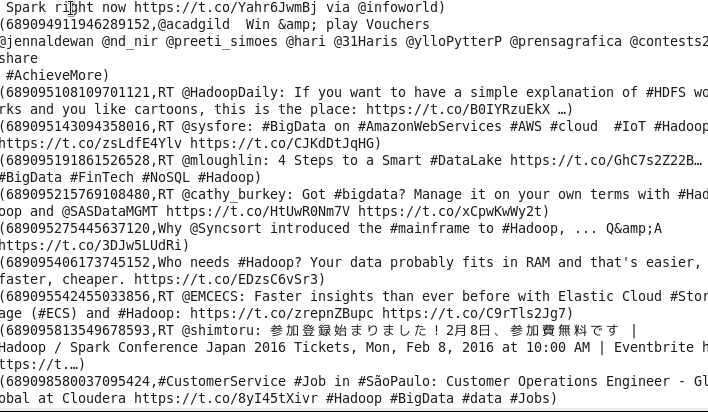 Spark right now https://t.co/Yahr6JwmBj via @infoworld)
(689094911946289152,@acadgild  Win &amp; play Vouchers
@jennaldewan @nd_nir @preeti_simoes @hari @31Haris @ylloPytterP @prensagrafica @contests2
share
#AchieveMore)
(689095108109701121,RT @HadoopDaily: If you want to have a simple explanation of #HDFS wo
rks and you like cartoons, this is the place: https://t.co/B0IYRzuEkX …)
(689095143094358016,RT @sysfore: #BigData on #AmazonWebServices #AWS #cloud  #IoT #Hadoop
https://t.co/zsLdfE4Ylv https://t.co/CJKdDtJqHG)
(689095191861526528,RT @mloughlin: 4 Steps to a Smart #DataLake https://t.co/GhC7s2Z22B…
#BigData #FinTech #NoSQL #Hadoop)
(689095215769108480,RT @cathy_burkey: Got #bigdata? Manage it on your own terms with #Had
oop and @SASDataMGMT https://t.co/HtUwR0Nm7V https://t.co/xCpwKwWy2t)
(689095275445637120,Why @Syncsort introduced the #mainframe to #Hadoop, ... Q&amp;A
https://t.co/3DJw5LUdRi)
(689095406173745152,Who needs #Hadoop? Your data probably fits in RAM and that's easier,
faster, cheaper. https://t.co/EDzsC6vSr3)
(689095542455033856,RT @EMCECS: Faster insights than ever before with Elastic Cloud #Stor
age (#ECS) and #Hadoop: https://t.co/zrepnZBupc https://t.co/C9rTls2Jg7)
(689095813549678593,RT @shimtoru: 参加登録始まりました！2月8日、参加費無料です |
Hadoop / Spark Conference Japan 2016 Tickets, Mon, Feb 8, 2016 at 10:00 AM | Eventbrite h
ttps://t.…)
(689098580037095424,#CustomerService #Job in #SãoPaulo: Customer Operations Engineer - Gl
obal at Cloudera https://t.co/8yI45tXivr #Hadoop #BigData #data #Jobs)